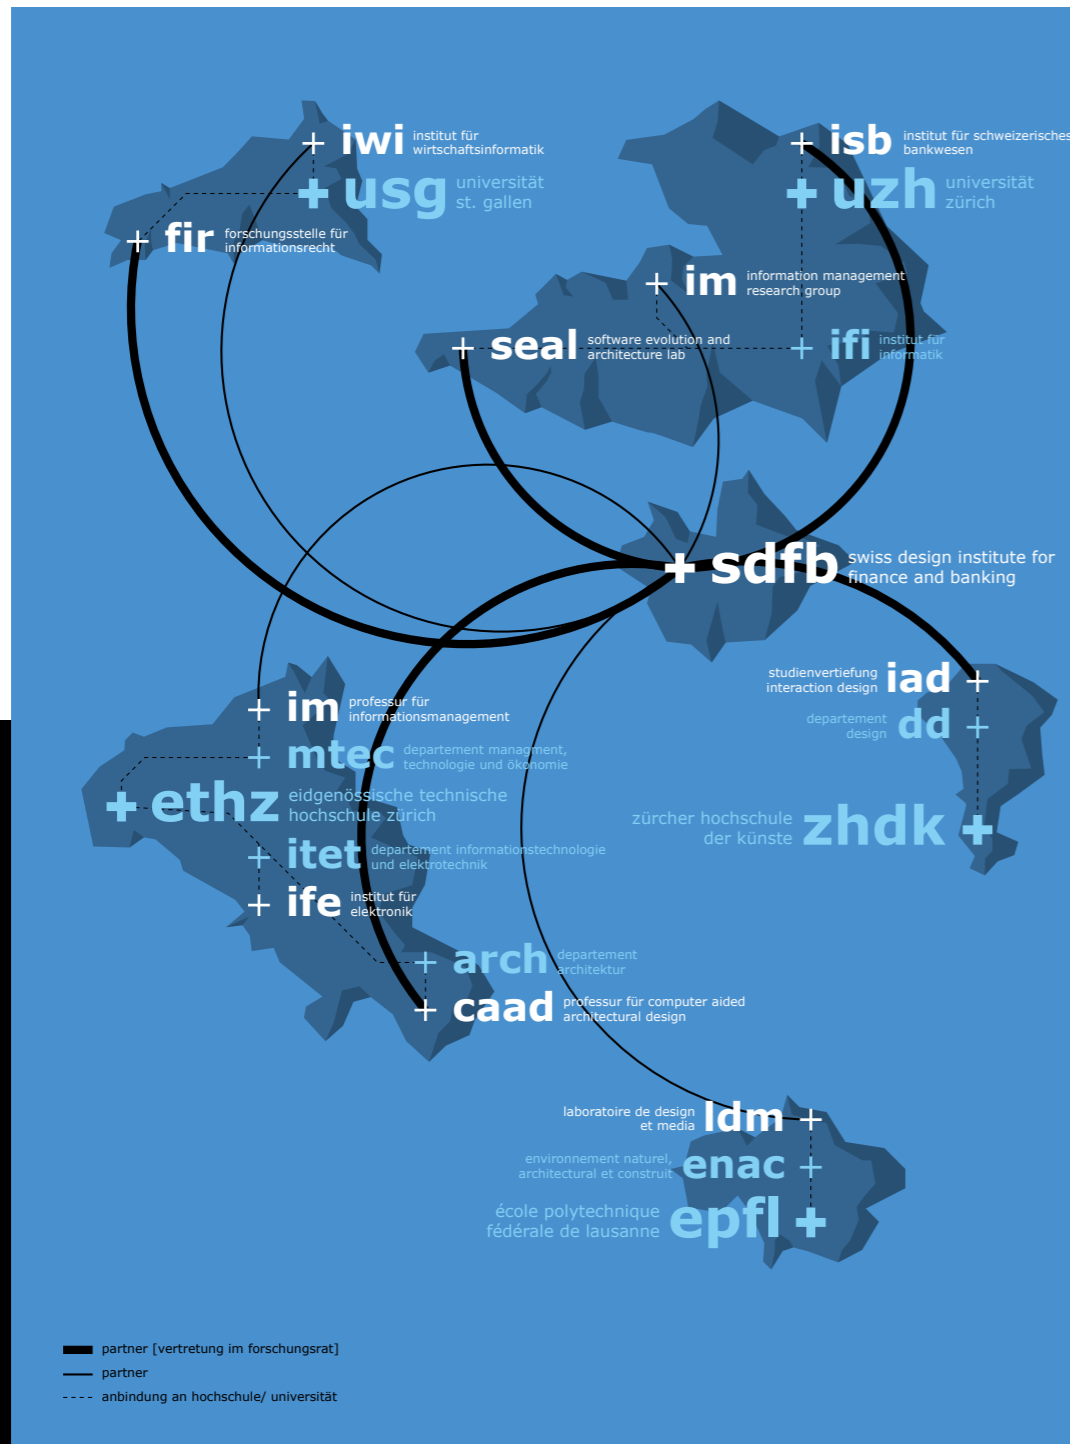 iwi
institut für
wirtschaftsinformatik
usg
universität
st. gallen
fir
forschungsstelle für
informationsrecht
isb
institut für schweizerisches
bankwesen
uzh
universität
zürich
im
information management
research group
seal
software evolution and
architecture lab
ifi
institut für
informatik
sdfb
swiss design institute for
finance and banking
studienvertiefung
interaction design
iad
departement
design
dd
zürcher hochschule
der künste
zhdk
im
professur für
informationsmanagement
mtec
departement managment,
technologie und ökonomie
ethz
eidgenössische technische
hochschule zürich
itet
departement informationstechnologie
und elektrotechnik
ife
institut für
elektronik
arch
departement
architektur
caad
professur für computer aided
architectural design
laboratoire de design
et media
ldm
environnement naturel,
architectural et construit
enac
école polytechnique
fédérale de lausanne
epfl
partner [vertretung im forschungsrat]
partner
anbindung an hochschule/ universität